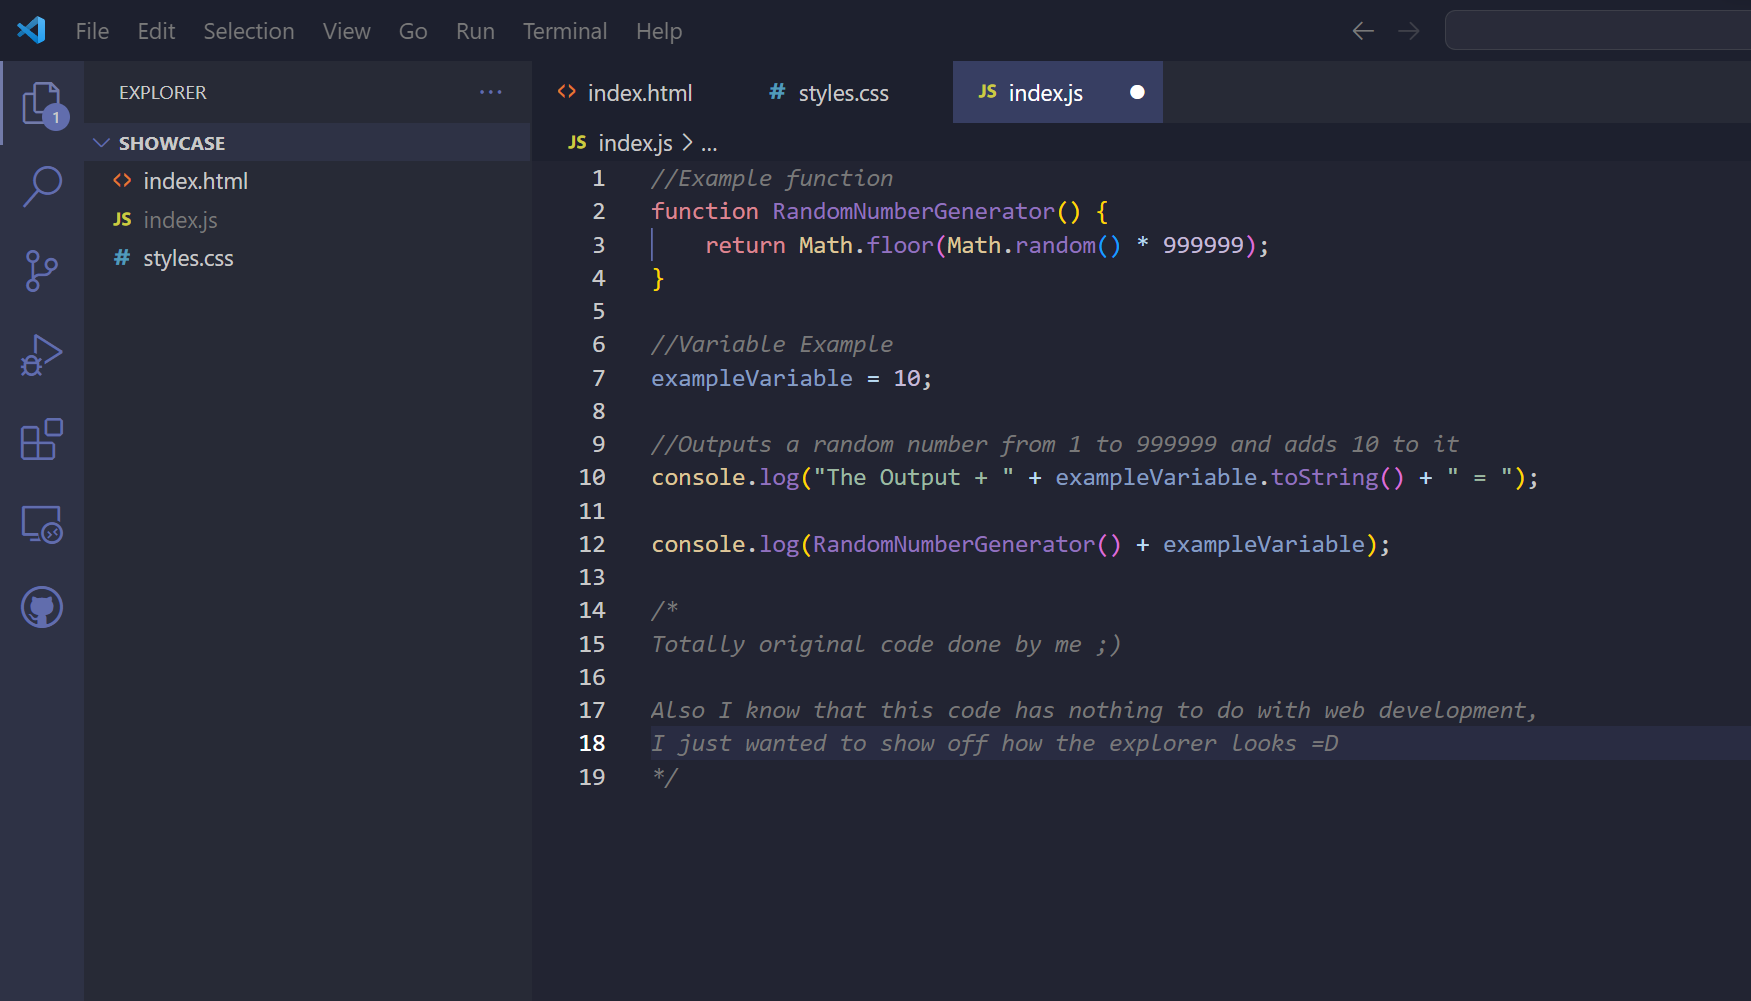 File Edit Selection View Go Run Terminal Help
EXPLORER ...
1
SHOWCASE
<> index.html
JS index.js
# styles.css
<> index.html # styles.css JS index.js
JS index.js > ...
1 //Example function
2 function RandomNumberGenerator() {
3     return Math.floor(Math.random() * 999999);
4 }
5
6 //Variable Example
7 exampleVariable = 10;
8
9 //Outputs a random number from 1 to 999999 and adds 10 to it
10 console.log("The Output + " + exampleVariable.toString() + " = ");
11
12 console.log(RandomNumberGenerator() + exampleVariable);
13
14 /*
15 Totally original code done by me ;)
16
17 Also I know that this code has nothing to do with web development,
18 I just wanted to show off how the explorer looks =D
19 */